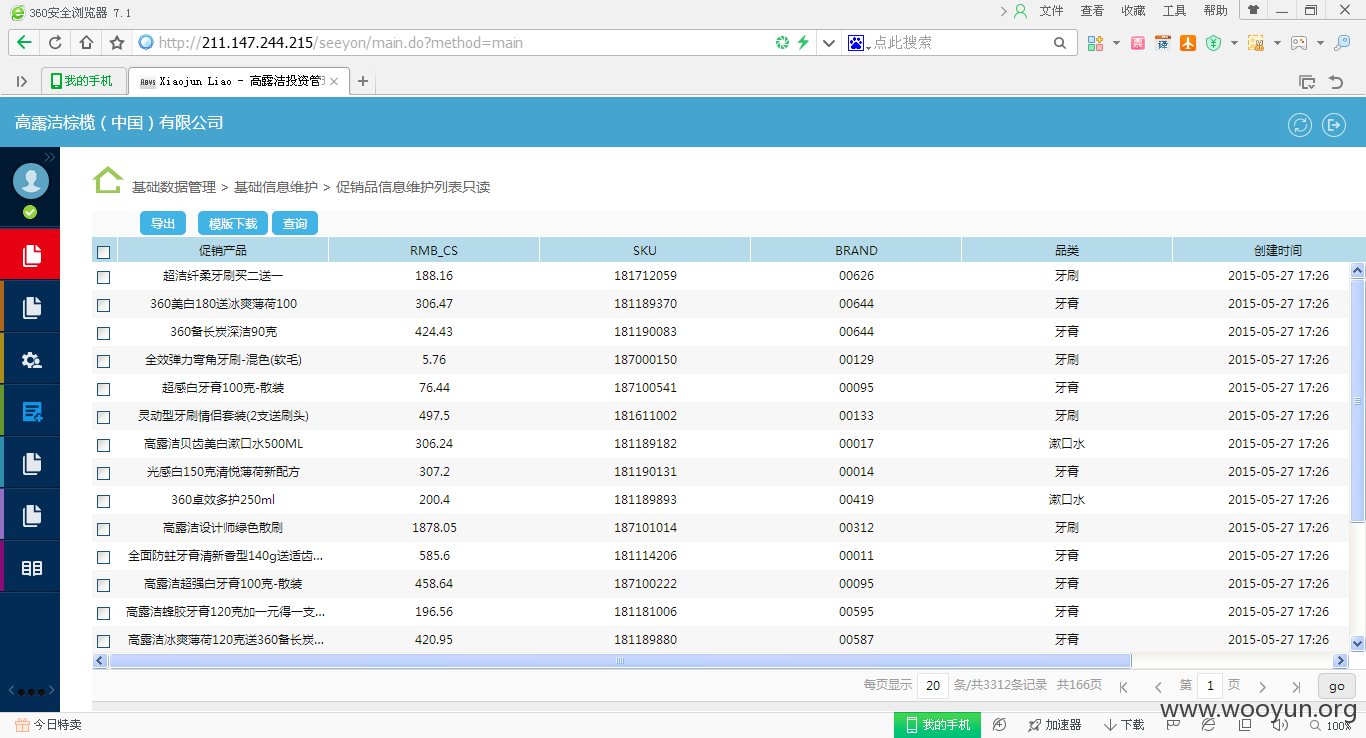 360安全浏览器 7.1 文件 查看 收藏 工具 帮助
http://211.147.244.215/seeyon/main.do?method=main 点此搜索
我的手机 Xiaojun Liao - 高露洁投资管
高露洁棕榄（中国）有限公司
基础数据管理 > 基础信息维护 > 促销品信息维护列表只读
导出 模版下载 查询
促销产品 RMB_CS SKU BRAND 品类 创建时间
超洁纤柔牙刷买二送一 188.16 181712059 00626 牙刷 2015-05-27 17:26
360美白180送冰爽薄荷100 306.47 181189370 00644 牙膏 2015-05-27 17:26
360备长炭深洁90克 424.43 181190083 00644 牙膏 2015-05-27 17:26
全效弹力弯角牙刷-混色(软毛) 5.76 187000150 00129 牙刷 2015-05-27 17:26
超感白牙膏100克-散装 76.44 187100541 00095 牙膏 2015-05-27 17:26
灵动型牙刷情侣套装(2支送刷头) 497.5 181611002 00133 牙刷 2015-05-27 17:26
高露洁贝齿美白漱口水500ML 306.24 181189182 00017 漱口水 2015-05-27 17:26
光感白150克清悦薄荷新配方 307.2 181190131 00014 牙膏 2015-05-27 17:26
360卓效多护250ml 200.4 181189893 00419 漱口水 2015-05-27 17:26
高露洁设计师绿色散刷 1878.05 187101014 00312 牙刷 2015-05-27 17:26
全面防蛀牙膏清新香型140g送适齿... 585.6 181114206 00011 牙膏 2015-05-27 17:26
高露洁超强白牙膏100克-散装 458.64 187100222 00095 牙膏 2015-05-27 17:26
高露洁蜂胶牙膏120克加一元得一支... 196.56 181181006 00595 牙膏 2015-05-27 17:26
高露洁冰爽薄荷120克送360备长炭... 420.95 181189880 00587 牙膏 2015-05-27 17:26
每页显示 20 条/共3312条记录 共166页 第 1 页 go
www.wooyun.org
今日特卖 我的手机 加速器 下载 100%